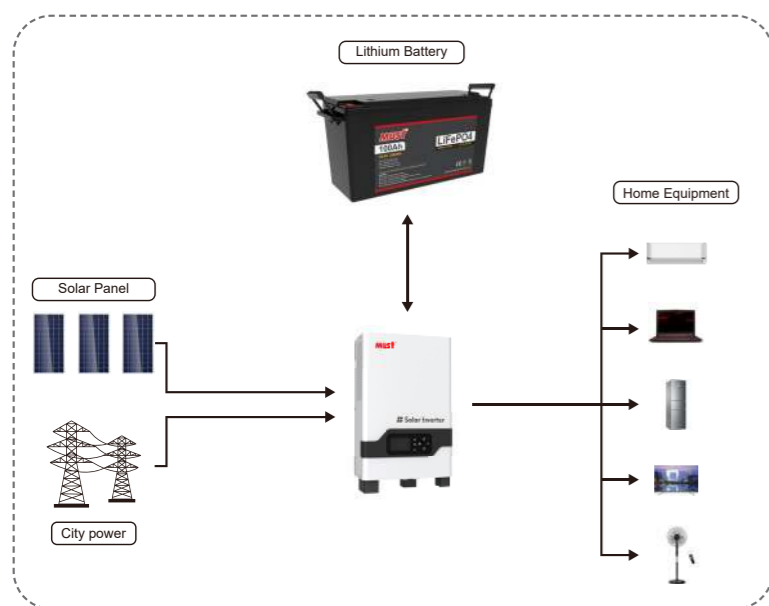 Lithium Battery
MUST
100Ah
LiFePO4
Home Equipment
Solar Panel
MUST
Solar Inverter
City power